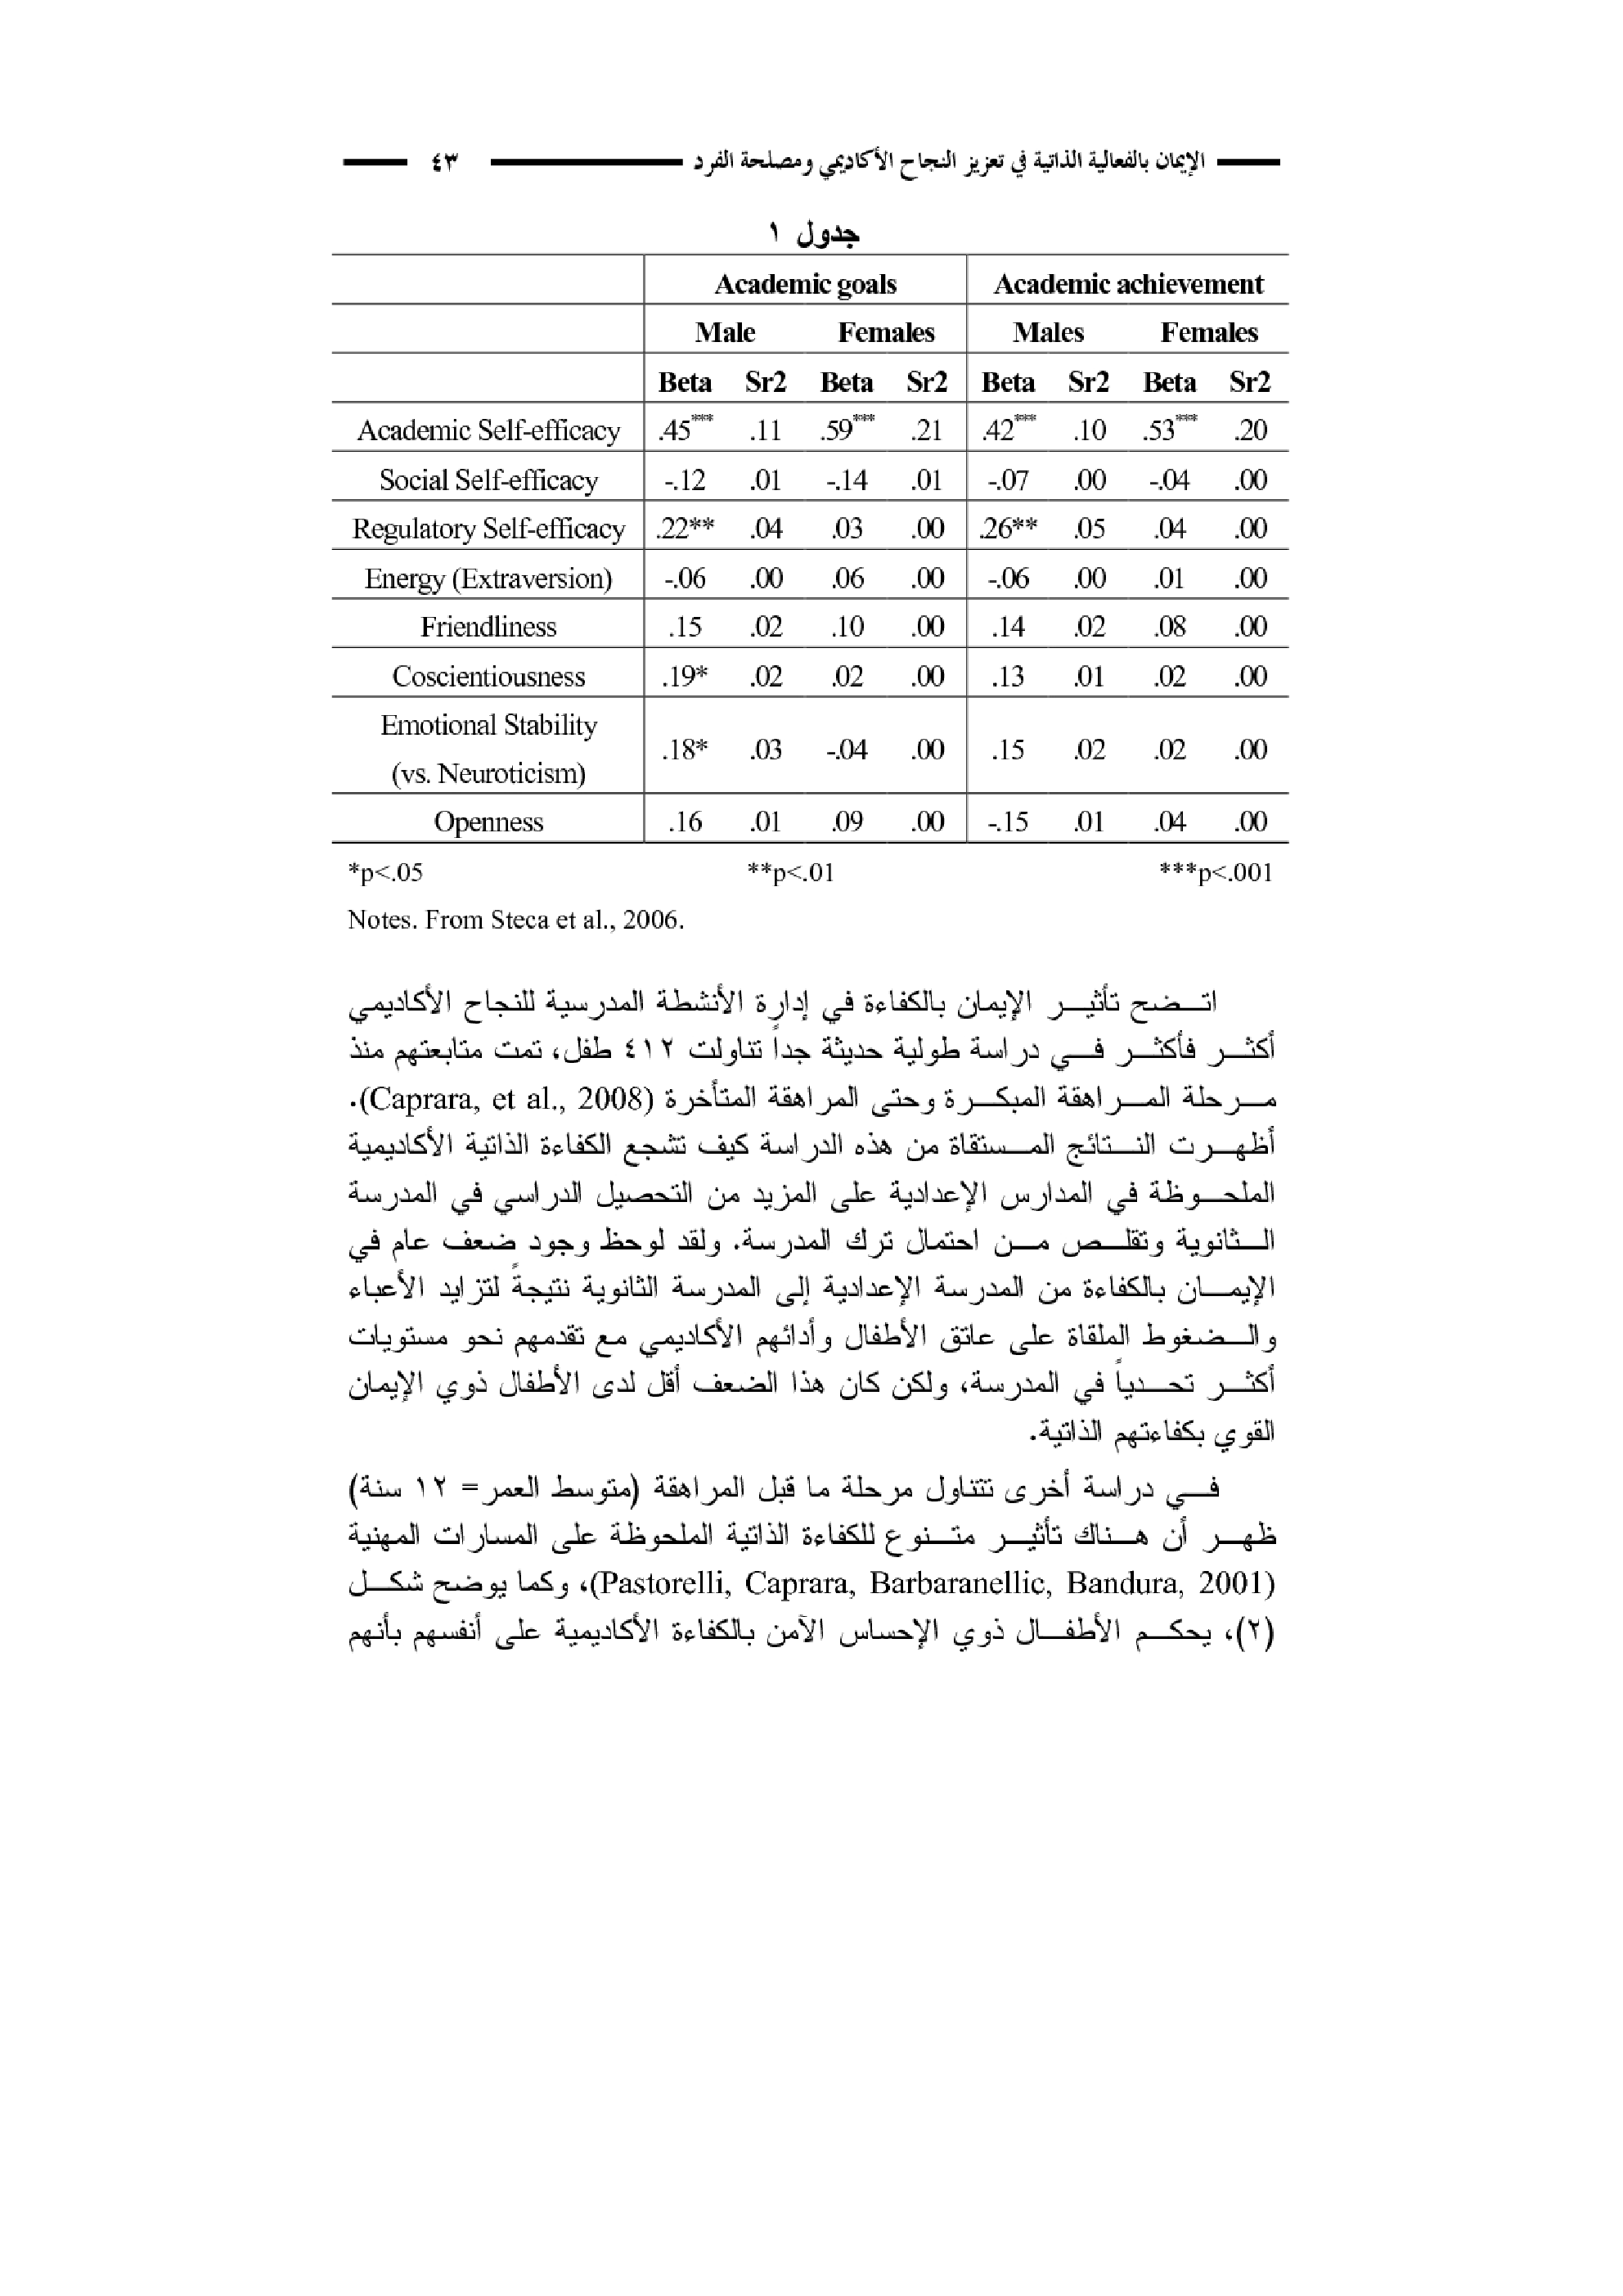 الإيمان بالفعالية الذاتية في تعزيز النجاح الأكاديمي ومصلحة الفرد ٤٣
جدول ١
Academic goals Academic achievement
Male Females Males Females
Beta Sr2 Beta Sr2 Beta Sr2 Beta Sr2
Academic Self-efficacy .45*** .11 .59*** .21 .42*** .10 .53*** .20
Social Self-efficacy -.12 .01 -.14 .01 -.07 .00 -.04 .00
Regulatory Self-efficacy .22** .04 .03 .00 .26** .05 .04 .00
Energy (Extraversion) -.06 .00 .06 .00 -.06 .00 .01 .00
Friendliness .15 .02 .10 .00 .14 .02 .08 .00
Coscientiousness .19* .02 .02 .00 .13 .01 .02 .00
Emotional Stability
(vs. Neuroticism) .18* .03 -.04 .00 .15 .02 .02 .00
Openness .16 .01 .09 .00 -.15 .01 .04 .00
*p<.05 **p<.01 ***p<.001
Notes. From Steca et al., 2006.
اتضح تأثير الإيمان بالكفاءة في إدارة الأنشطة المدرسية للنجاح الأكاديمي
أكثر فأكثر في دراسة طولية حديثة جداً تناولت ٤١٢ طفل، تمت متابعتهم منذ
مرحلة المراهقة المبكرة وحتى المراهقة المتأخرة (Caprara, et al., 2008).
أظهرت النتائج المستقاة من هذه الدراسة كيف تشجع الكفاءة الذاتية الأكاديمية
الملحوظة في المدارس الإعدادية على المزيد من التحصيل الدراسي في المدرسة
الثانوية وتقلص من احتمال ترك المدرسة. ولقد لوحظ وجود ضعف عام في
الإيمان بالكفاءة من المدرسة الإعدادية إلى المدرسة الثانوية نتيجةً لتزايد الأعباء
والضغوط الملقاة على عاتق الأطفال وأدائهم الأكاديمي مع تقدمهم نحو مستويات
أكثر تحدياً في المدرسة، ولكن كان هذا الضعف أقل لدى الأطفال ذوي الإيمان
القوي بكفاءتهم الذاتية.
في دراسة أخرى تتناول مرحلة ما قبل المراهقة (متوسط العمر= ١٢ سنة)
ظهر أن هناك تأثير متنوع للكفاءة الذاتية الملحوظة على المسارات المهنية
(Pastorelli, Caprara, Barbaranellic, Bandura, 2001)، وكما يوضح شكل
(٢)، يحكم الأطفال ذوي الإحساس الآمن بالكفاءة الأكاديمية على أنفسهم بأنهم